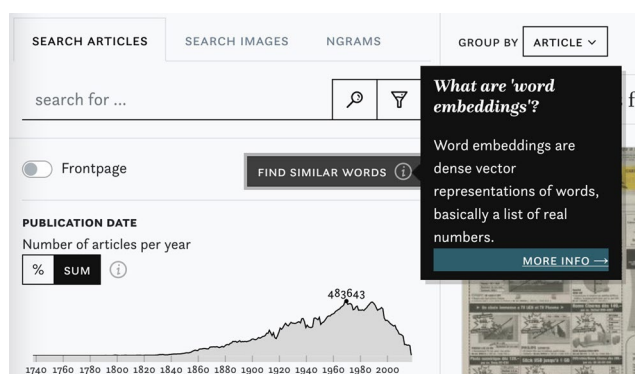 SEARCH ARTICLES SEARCH IMAGES NGRAMS
GROUP BY ARTICLE
search for ...
What are 'word
embeddings'?
Word embeddings are
dense vector
representations of words,
basically a list of real
numbers.
MORE INFO →
Frontpage
FIND SIMILAR WORDS
PUBLICATION DATE
Number of articles per year
% SUM
483643
1740 1760 1780 1800 1820 1840 1860 1880 1900 1920 1940 1960 1980 2000